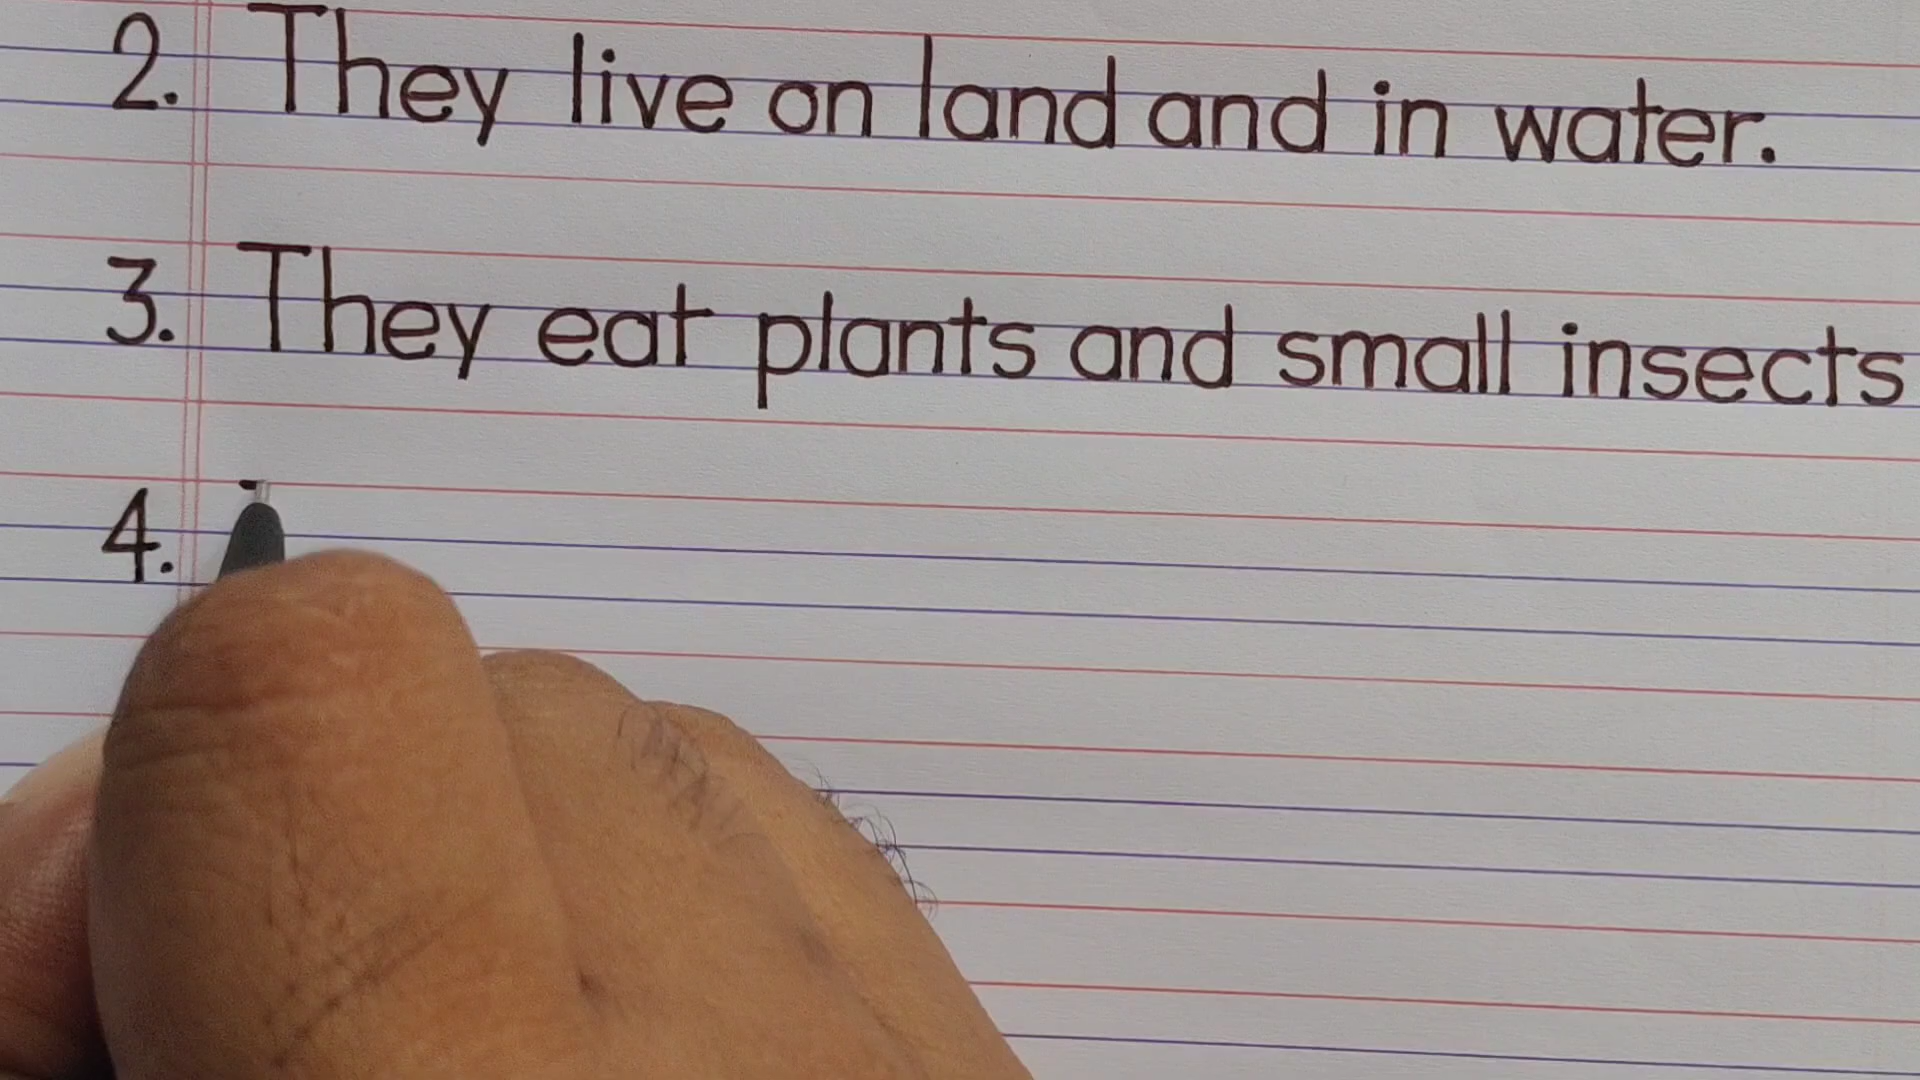 2. They live on land and in water.
3. They eat plants and small insects
4.